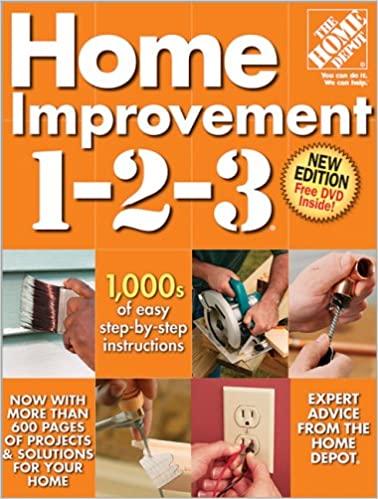 THE
HOME
DEPOT
You can do it.
We can help.
Home
Improvement
1-2-3®
NEW
EDITION
Free DVD
Inside!
1,000s
of easy
step-by-step
instructions
NOW WITH
MORE THAN
600 PAGES
OF PROJECTS
& SOLUTIONS
FOR YOUR
HOME
EXPERT
ADVICE
FROM THE
HOME
DEPOT.